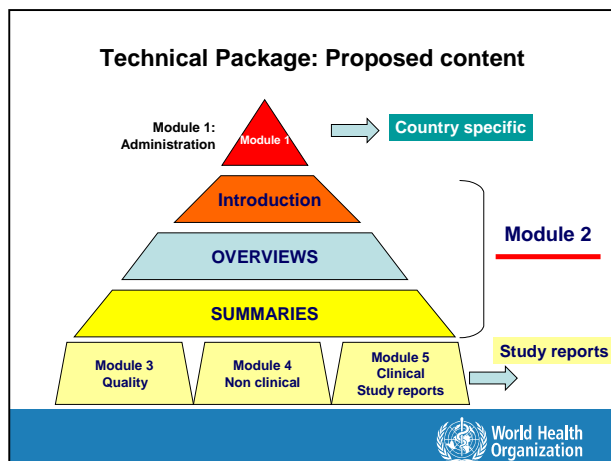 Technical Package: Proposed content
Module 1:
Administration
Module 1
Country specific
Introduction
OVERVIEWS
SUMMARIES
Module 2
Module 3
Quality
Module 4
Non clinical
Module 5
Clinical
Study reports
Study reports
World Health
Organization